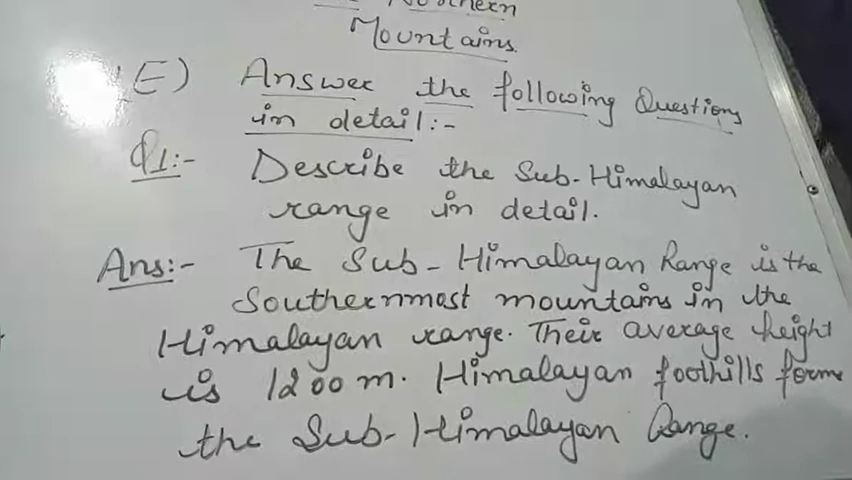 Northern
Mountains
(E) Answer the following Questions
in detail:-
Q1:- Describe the Sub-Himalayan
range in detail.
Ans:- The Sub-Himalayan Range is the
Southernmost mountains in the
Himalayan range. Their average height
is 1200m. Himalayan foothills form
the Sub-Himalayan Range.